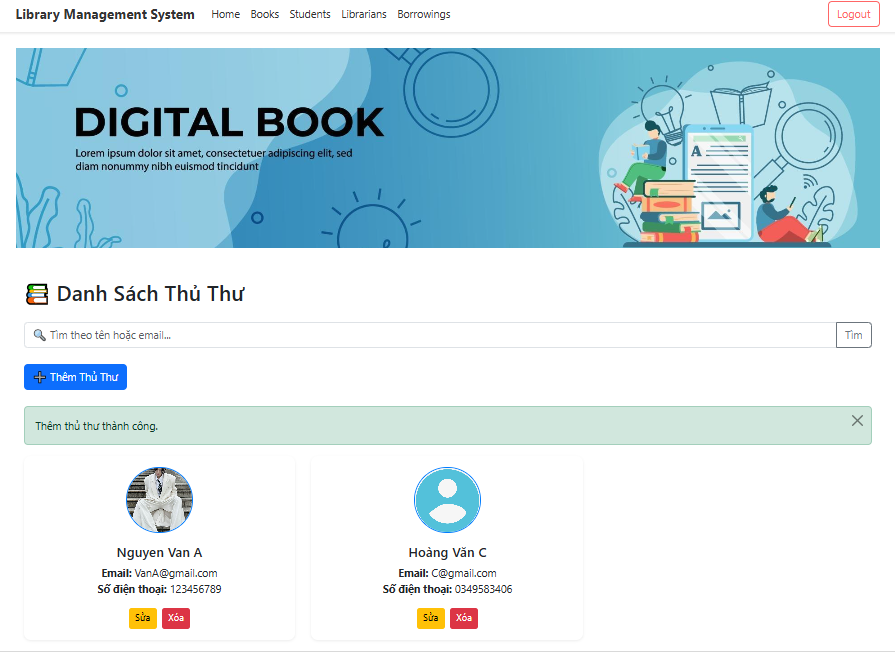 Library Management System Home Books Students Librarians Borrowings Logout
DIGITAL BOOK
Lorem ipsum dolor sit amet, consectetuer adipiscing elit, sed
diam nonummy nibh euismod tincidunt
A
Danh Sách Thủ Thư
Tìm theo tên hoặc email... Tìm
Thêm Thủ Thư
Thêm thủ thư thành công.
Nguyen Van A
Email: VanA@gmail.com
Số điện thoại: 123456789
Sửa Xóa
Hoàng Văn C
Email: C@gmail.com
Số điện thoại: 0349583406
Sửa Xóa